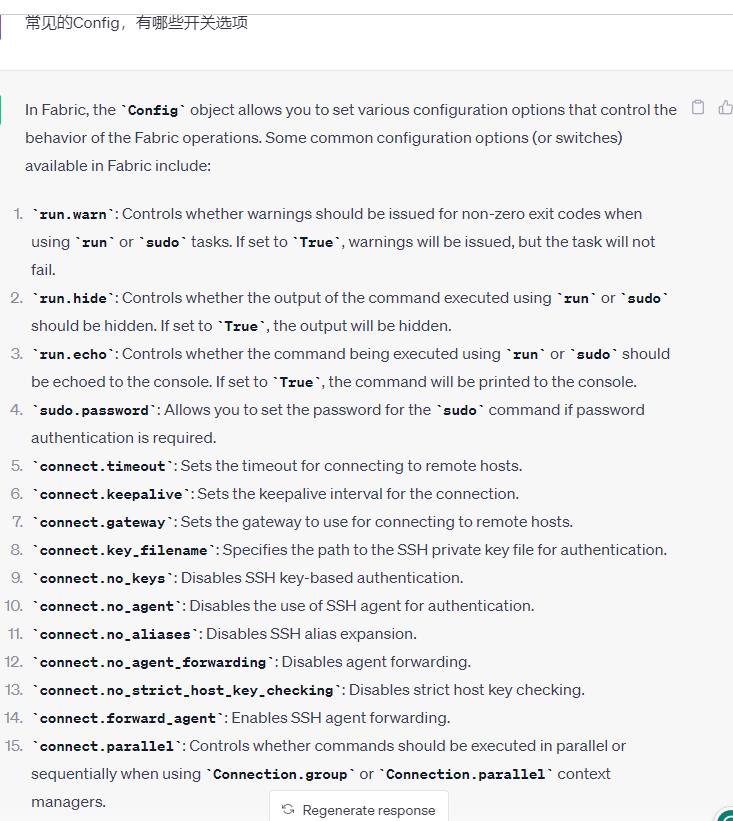 常见的Config，有哪些开关选项
In Fabric, the `Config` object allows you to set various configuration options that control the
behavior of the Fabric operations. Some common configuration options (or switches)
available in Fabric include:
1. `run.warn`: Controls whether warnings should be issued for non-zero exit codes when
using `run` or `sudo` tasks. If set to `True`, warnings will be issued, but the task will not
fail.
2. `run.hide`: Controls whether the output of the command executed using `run` or `sudo`
should be hidden. If set to `True`, the output will be hidden.
3. `run.echo`: Controls whether the command being executed using `run` or `sudo` should
be echoed to the console. If set to `True`, the command will be printed to the console.
4. `sudo.password`: Allows you to set the password for the `sudo` command if password
authentication is required.
5. `connect.timeout`: Sets the timeout for connecting to remote hosts.
6. `connect.keepalive`: Sets the keepalive interval for the connection.
7. `connect.gateway`: Sets the gateway to use for connecting to remote hosts.
8. `connect.key_filename`: Specifies the path to the SSH private key file for authentication.
9. `connect.no_keys`: Disables SSH key-based authentication.
10. `connect.no_agent`: Disables the use of SSH agent for authentication.
11. `connect.no_aliases`: Disables SSH alias expansion.
12. `connect.no_agent_forwarding`: Disables agent forwarding.
13. `connect.no_strict_host_key_checking`: Disables strict host key checking.
14. `connect.forward_agent`: Enables SSH agent forwarding.
15. `connect.parallel`: Controls whether commands should be executed in parallel or
sequentially when using `Connection.group` or `Connection.parallel` context
managers.
Regenerate response